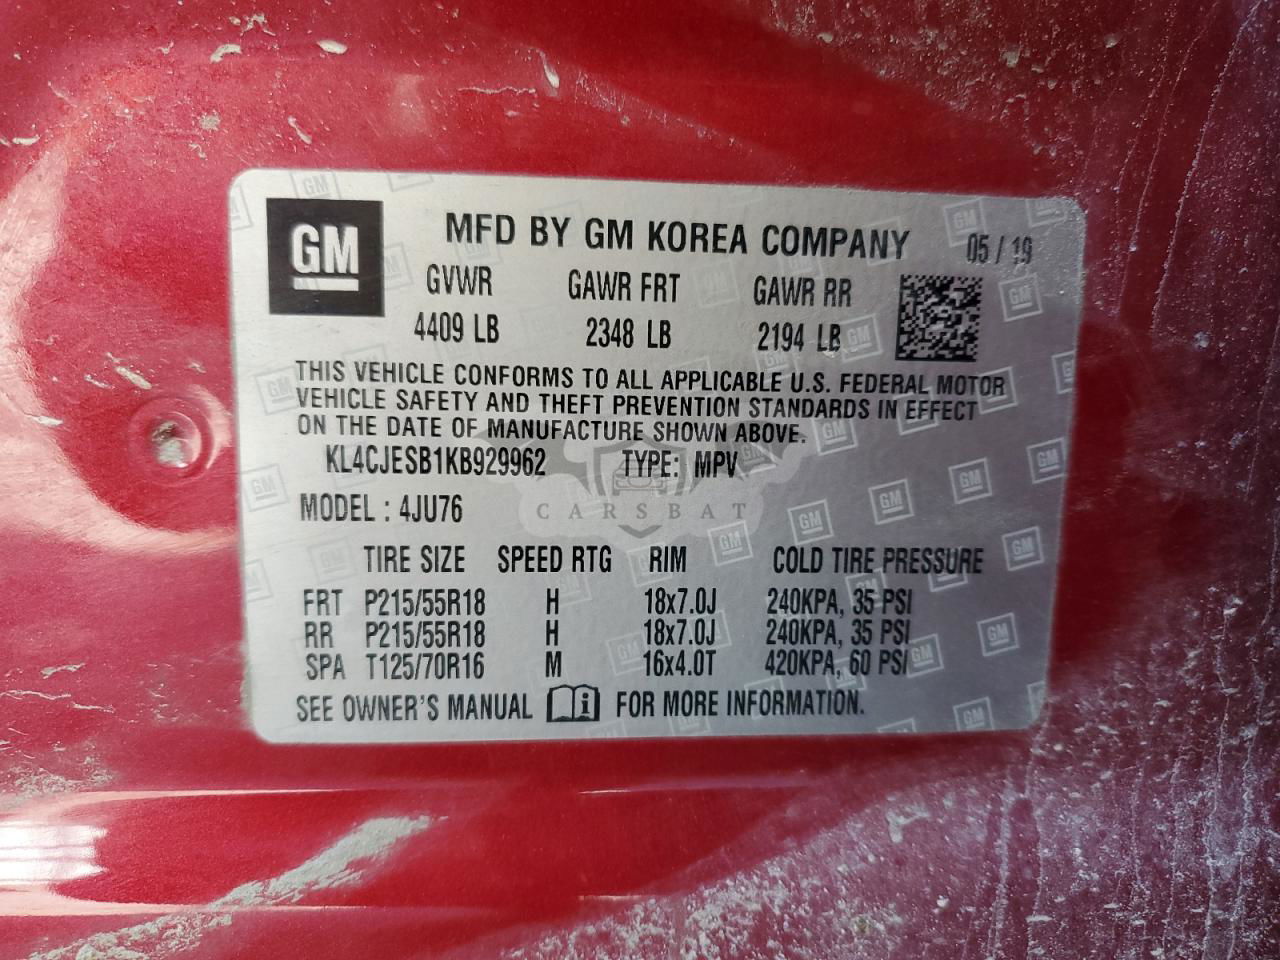 GM
MFD BY GM KOREA COMPANY 05 / 19
GVWR GAWR FRT GAWR RR
4409 LB 2348 LB 2194 LB
THIS VEHICLE CONFORMS TO ALL APPLICABLE U.S. FEDERAL MOTOR
VEHICLE SAFETY AND THEFT PREVENTION STANDARDS IN EFFECT
ON THE DATE OF MANUFACTURE SHOWN ABOVE.
KL4CJESB1KB929962 TYPE: MPV
CARSBAT
MODEL : 4JU76
TIRE SIZE SPEED RTG RIM COLD TIRE PRESSURE
FRT P215/55R18 H 18x7.0J 240KPA, 35 PSI
RR P215/55R18 H 18x7.0J 240KPA, 35 PSI
SPA T125/70R16 M 16x4.0T 420KPA, 60 PSI
SEE OWNER'S MANUAL i FOR MORE INFORMATION.